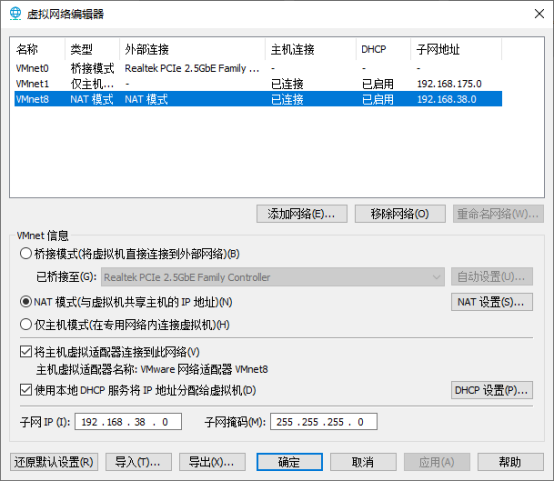 虚拟网络编辑器
名称 类型 外部连接 主机连接 DHCP 子网地址
VMnet0 桥接模式 Realtek PCIe 2.5GbE Family ... - - -
VMnet1 仅主机... - 已连接 已启用 192.168.175.0
VMnet8 NAT 模式 NAT 模式 已连接 已启用 192.168.38.0
添加网络(E)... 移除网络(O) 重命名网络(W)...
VMnet 信息
桥接模式(将虚拟机直接连接到外部网络)(B)
已桥接至(G): Realtek PCIe 2.5GbE Family Controller 自动设置(U)...
NAT 模式(与虚拟机共享主机的 IP 地址)(N) NAT 设置(S)...
仅主机模式(在专用网络内连接虚拟机)(H)
将主机虚拟适配器连接到此网络(V)
主机虚拟适配器名称: VMware 网络适配器 VMnet8
使用本地 DHCP 服务将 IP 地址分配给虚拟机(D) DHCP 设置(P)...
子网 IP (I): 192 .168 . 38 . 0 子网掩码(M): 255 .255 .255 . 0
还原默认设置(R) 导入(T)... 导出(X)... 确定 取消 应用(A) 帮助